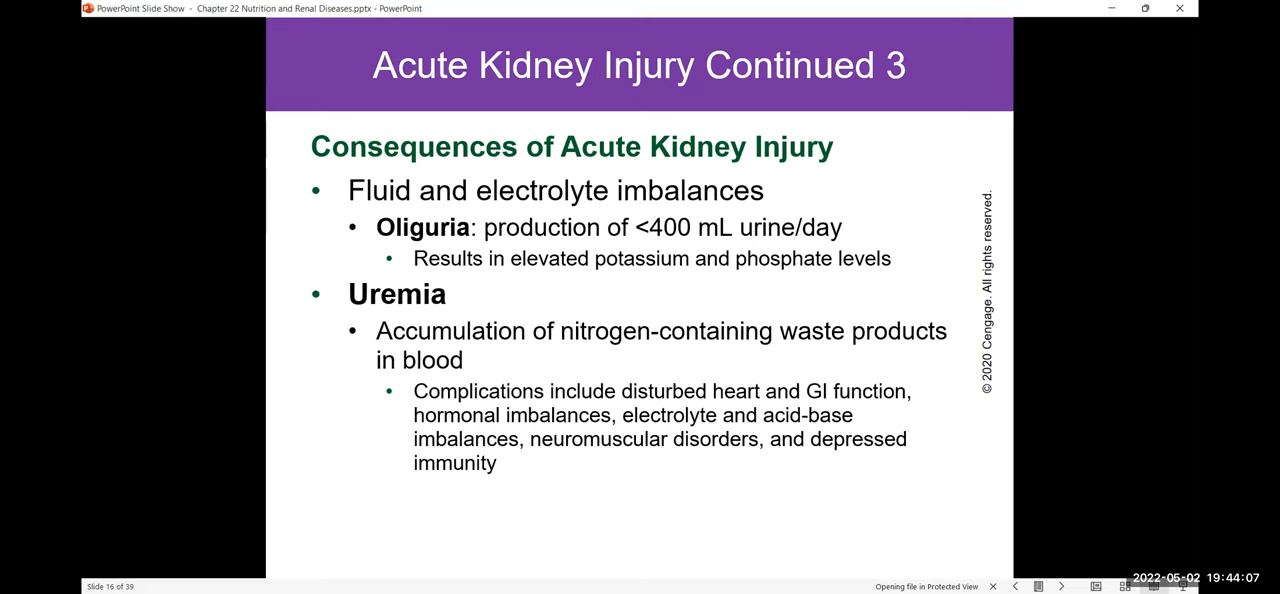 PowerPoint Slide Show - Chapter 22 Nutrition and Renal Diseases.pptx - PowerPoint
Acute Kidney Injury Continued 3
Consequences of Acute Kidney Injury
• Fluid and electrolyte imbalances
• Oliguria: production of <400 mL urine/day
• Results in elevated potassium and phosphate levels
• Uremia
• Accumulation of nitrogen-containing waste products
in blood
• Complications include disturbed heart and GI function,
hormonal imbalances, electrolyte and acid-base
imbalances, neuromuscular disorders, and depressed
immunity
© 2020 Cengage. All rights reserved.
Slide 16 of 39
Opening file in Protected View
2022-05-02 19:44:07